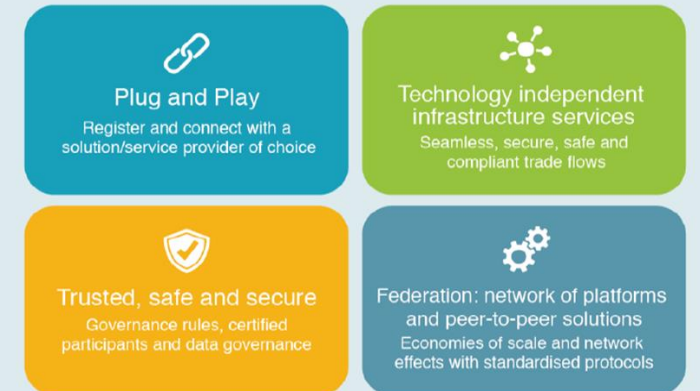 Plug and Play
Register and connect with a
solution/service provider of choice
Technology independent
infrastructure services
Seamless, secure, safe and
compliant trade flows
Trusted, safe and secure
Governance rules, certified
participants and data governance
Federation: network of platforms
and peer-to-peer solutions
Economies of scale and network
effects with standardised protocols